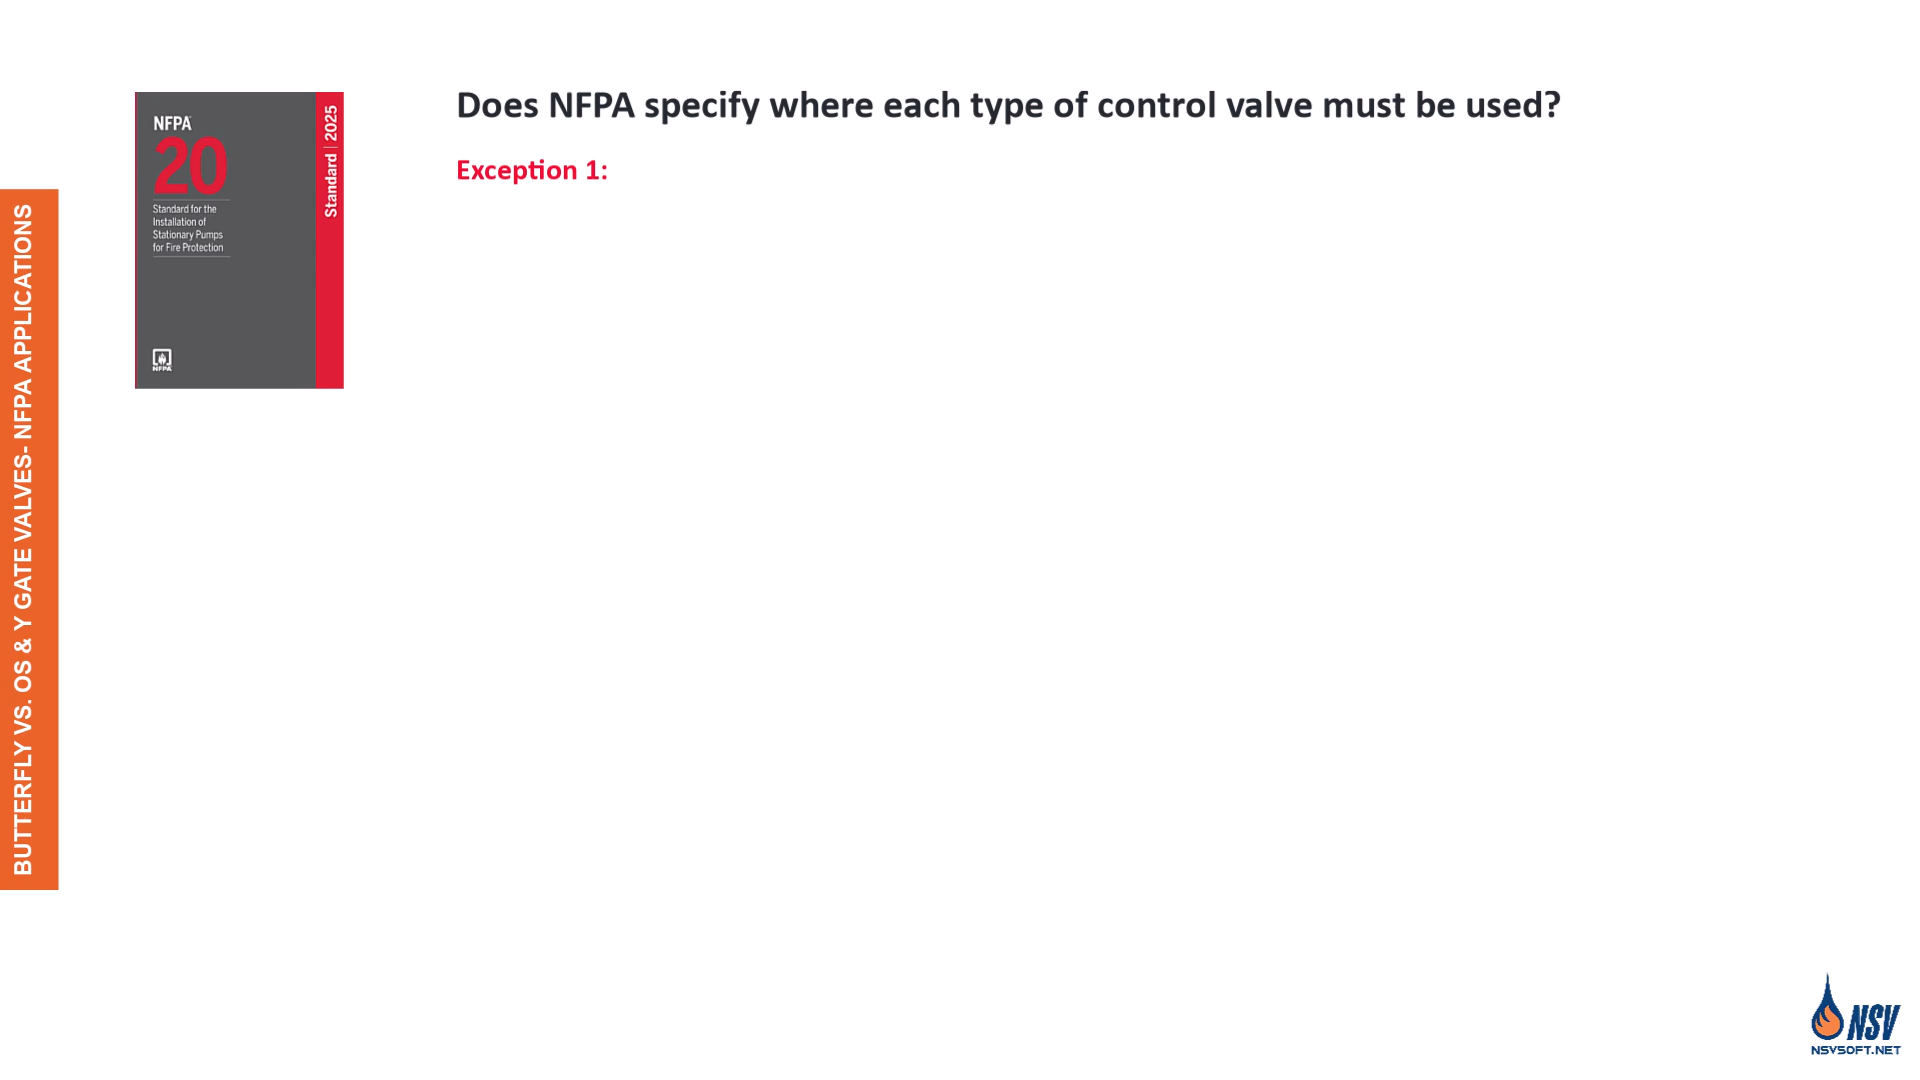 Does NFPA specify where each type of control valve must be used?
Exception 1:
NFPA
20
Standard for the
Installation of
Stationary Pumps
for Fire Protection
Standard | 2025
NFPA
BUTTERFLY VS. OS & Y GATE VALVES- NFPA APPLICATIONS
NSV
NSVSOFT.NET